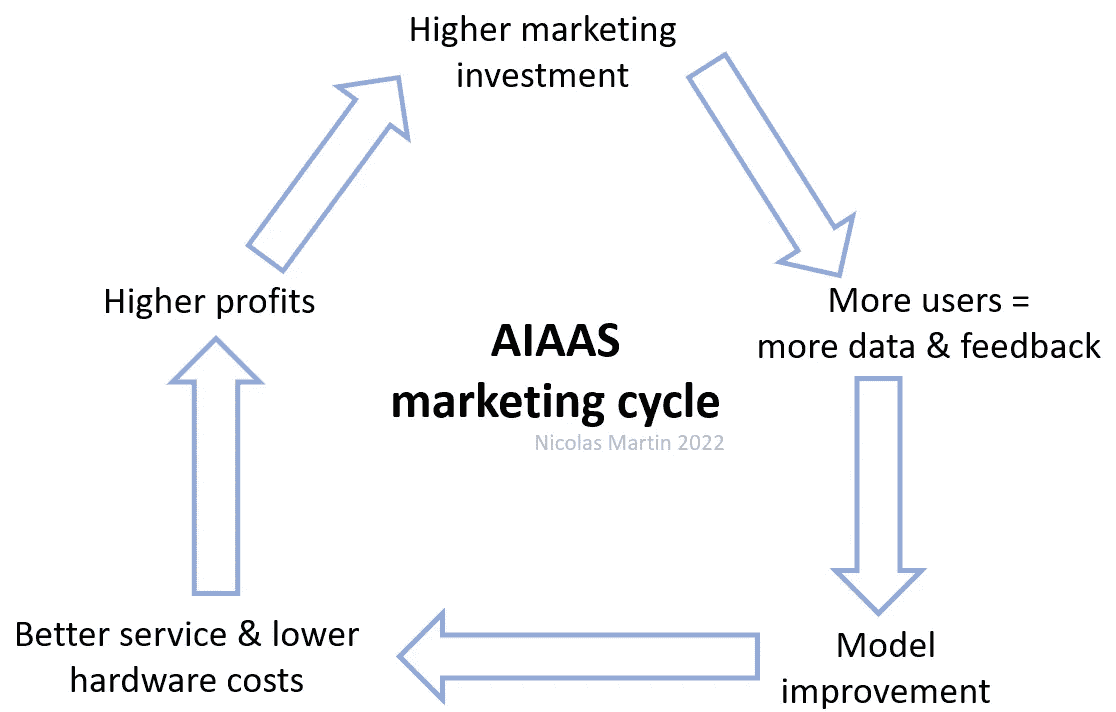 Higher marketing
investment
More users =
more data & feedback
Model
improvement
Better service & lower
hardware costs
Higher profits
AIAAS
marketing cycle
Nicolas Martin 2022